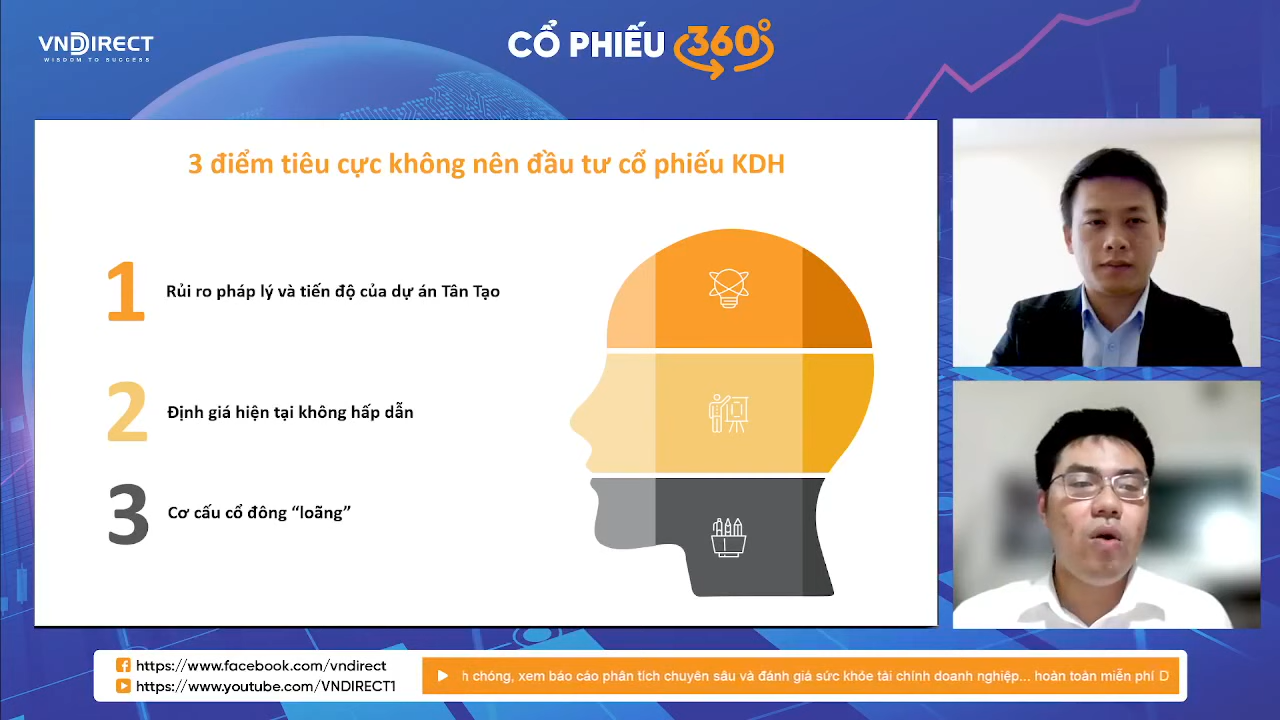 VNDIRECT
WISDOM TO SUCCESS
CỔ PHIẾU 360°
3 điểm tiêu cực không nên đầu tư cổ phiếu KDH
1 Rủi ro pháp lý và tiến độ của dự án Tân Tạo
2 Định giá hiện tại không hấp dẫn
3 Cơ cấu cổ đông “loãng”
https://www.facebook.com/vndirect
https://www.youtube.com/VNDIRECT1
h chóng, xem báo cáo phân tích chuyên sâu và đánh giá sức khỏe tài chính doanh nghiệp... hoàn toàn miễn phí D